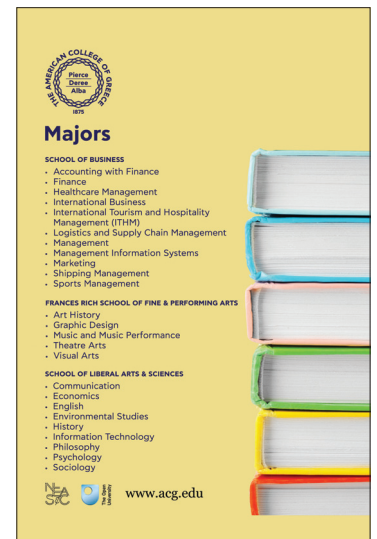 THE AMERICAN COLLEGE OF GREECE
Pierce
Deree
Alba
1875
Majors
SCHOOL OF BUSINESS
• Accounting with Finance
• Finance
• Healthcare Management
• International Business
• International Tourism and Hospitality
Management (ITHM)
• Logistics and Supply Chain Management
• Management
• Management Information Systems
• Marketing
• Shipping Management
• Sports Management
FRANCES RICH SCHOOL OF FINE & PERFORMING ARTS
• Art History
• Graphic Design
• Music and Music Performance
• Theatre Arts
• Visual Arts
SCHOOL OF LIBERAL ARTS & SCIENCES
• Communication
• Economics
• English
• Environmental Studies
• History
• Information Technology
• Philosophy
• Psychology
• Sociology
NEASC
The Open
University
www.acg.edu